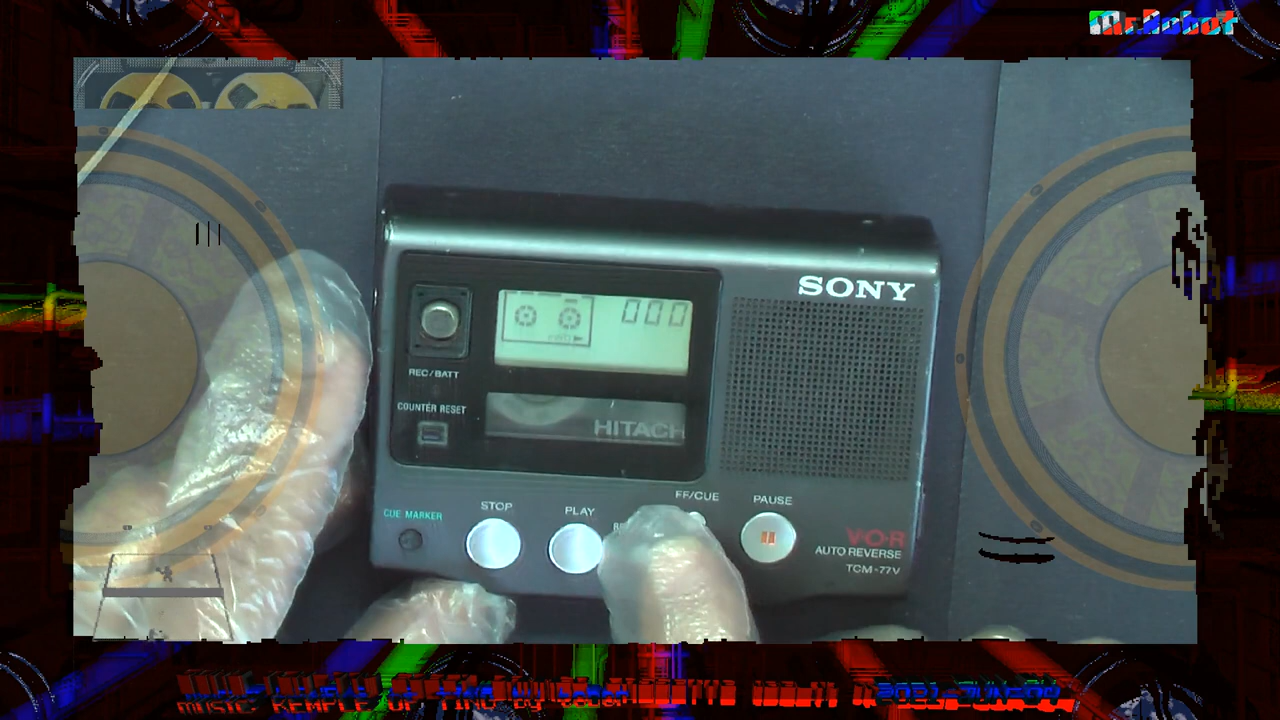 Mr.Robot
SONY
000
FWD ▶
REC/BATT
COUNTER RESET
HITACH
FF/CUE
STOP
PLAY
PAUSE
CUE MARKER
V·O·R
AUTO REVERSE
TCM-77V